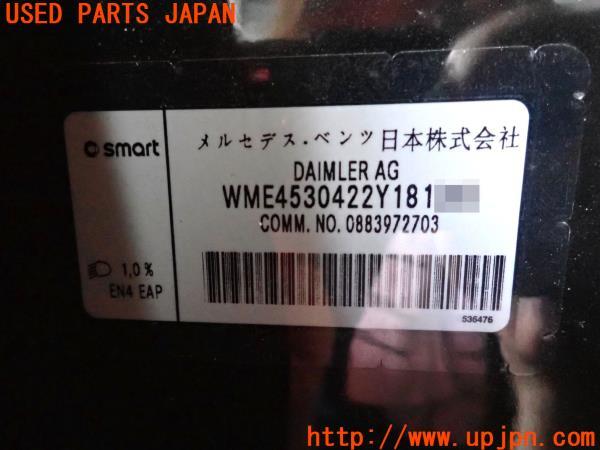 USED PARTS JAPAN
smart
メルセデス・ベンツ日本株式会社
DAIMLER AG
WME4530422Y181
COMM. NO. 0883972703
1,0%
EN4 EAP
536476
http://www.upjpn.com